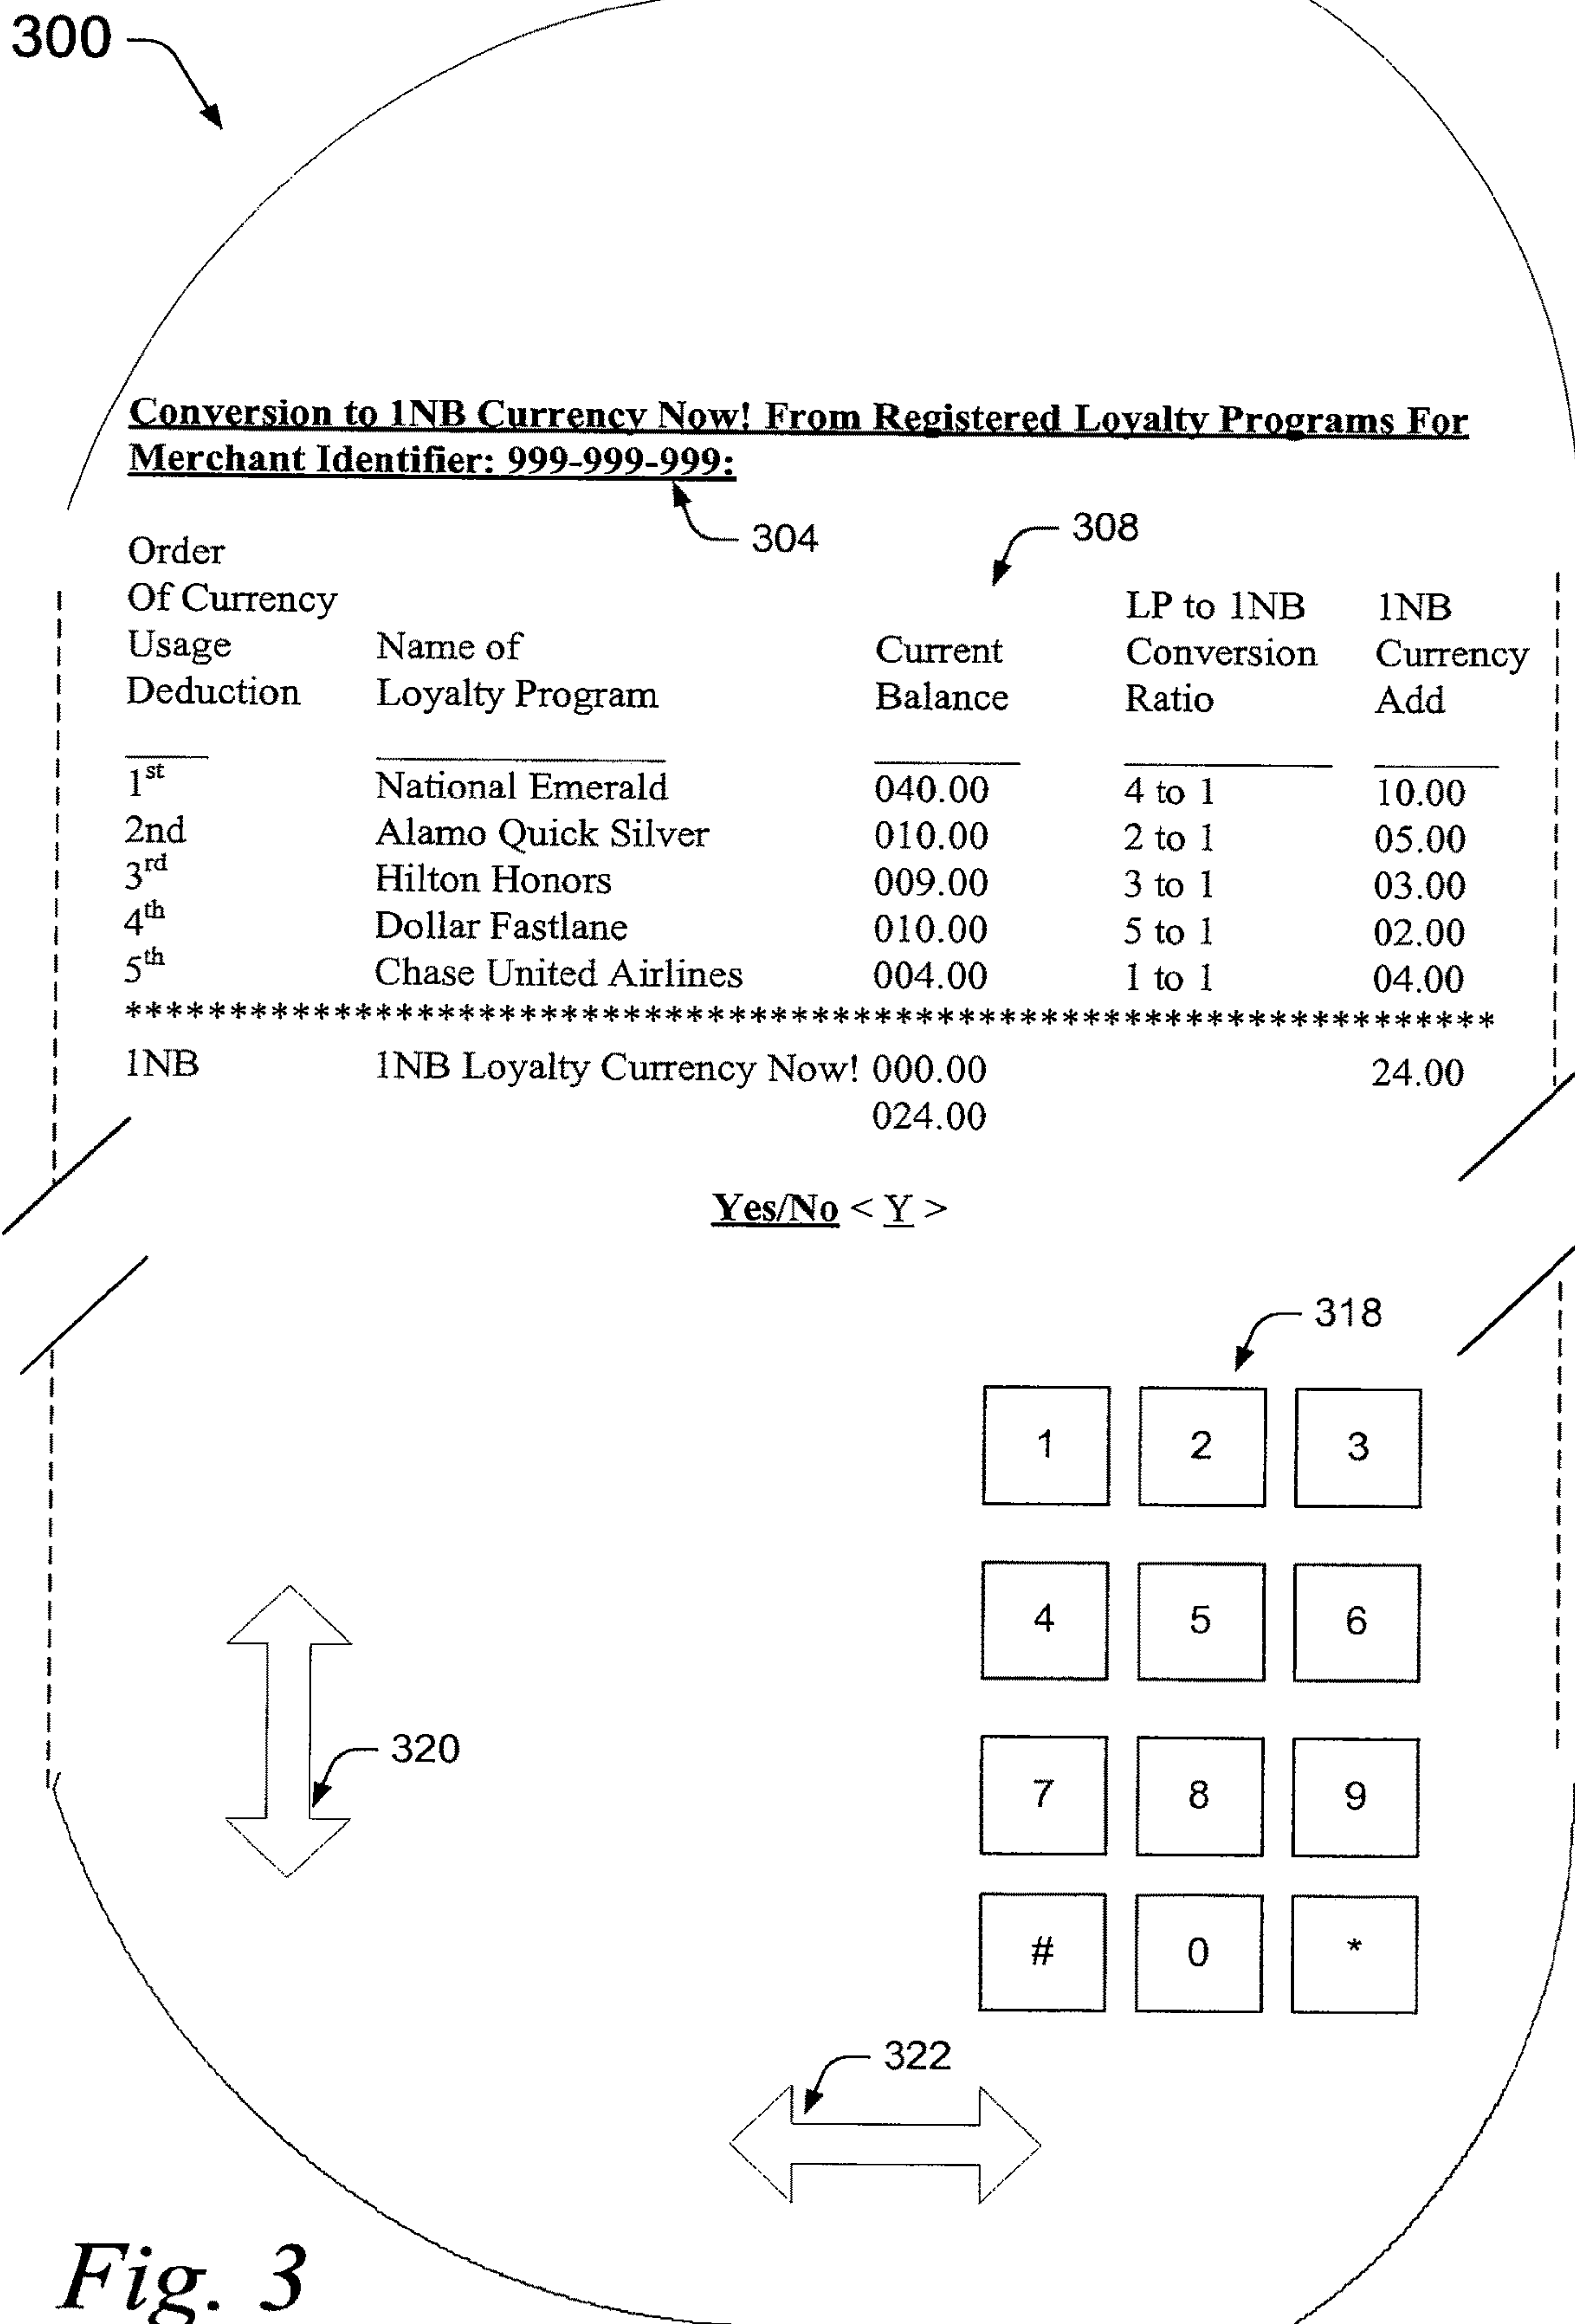 300
Conversion to 1NB Currency Now! From Registered Loyalty Programs For
Merchant Identifier: 999-999-999:
304
308
Order
Of Currency LP to 1NB 1NB
Usage Name of Current Conversion Currency
Deduction Loyalty Program Balance Ratio Add
1st National Emerald 040.00 4 to 1 10.00
2nd Alamo Quick Silver 010.00 2 to 1 05.00
3rd Hilton Honors 009.00 3 to 1 03.00
4th Dollar Fastlane 010.00 5 to 1 02.00
5th Chase United Airlines 004.00 1 to 1 04.00
******************************************************************
1NB 1NB Loyalty Currency Now! 000.00 24.00
024.00
Yes/No < Y >
318
1 2 3
4 5 6
320
7 8 9
# 0 *
322
Fig. 3